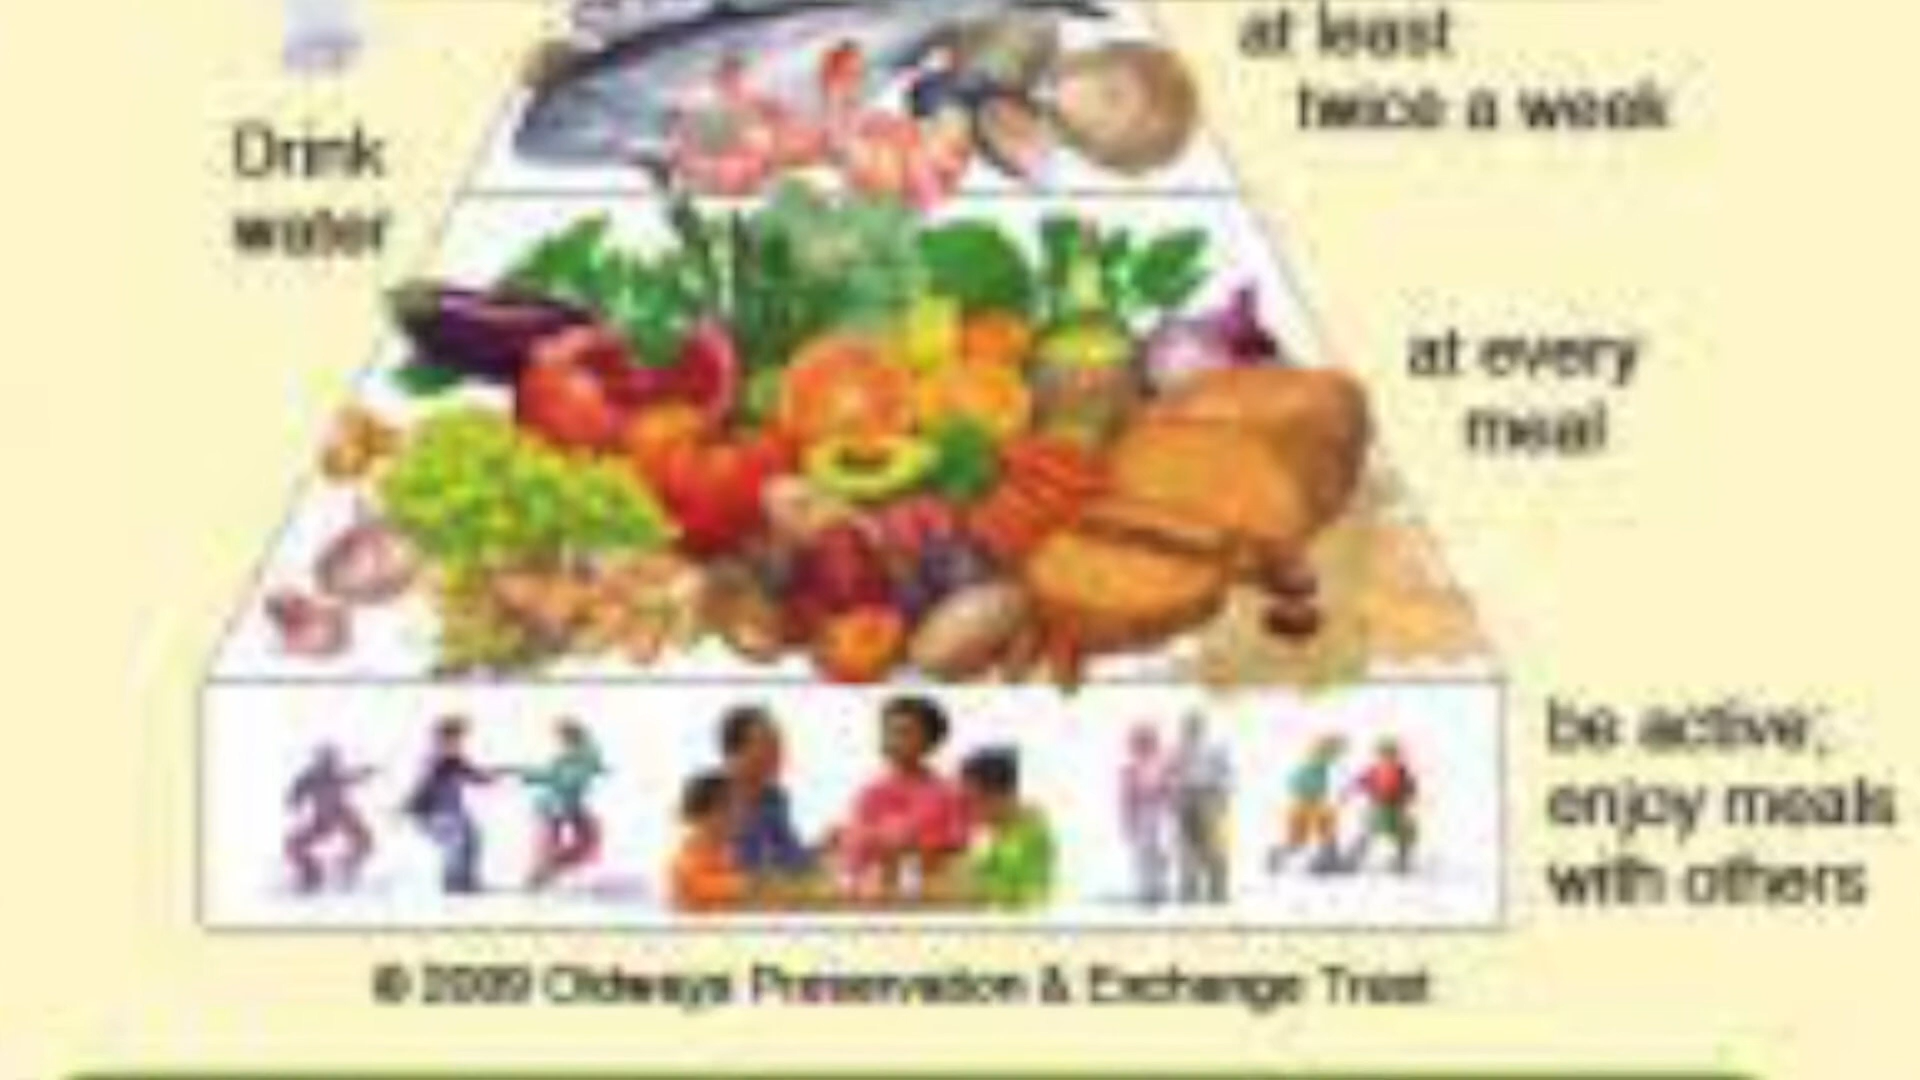 at least
twice a week
Drink
water
at every
meal
be active;
enjoy meals
with others
© 2009 Oldways Preservation & Exchange Trust